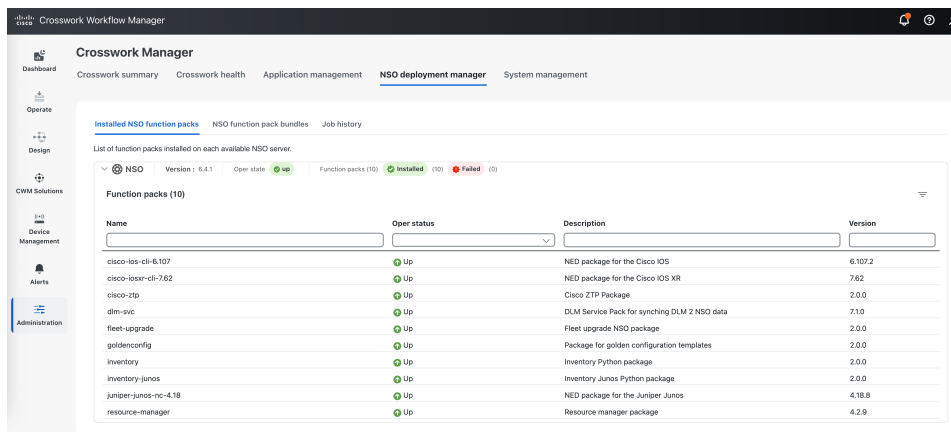 cisco Crosswork Workflow Manager
Dashboard
Operate
Design
CWM Solutions
Device
Management
Alerts
Administration
Crosswork Manager
Crosswork summary Crosswork health Application management NSO deployment manager System management
Installed NSO function packs NSO function pack bundles Job history
List of function packs installed on each available NSO server.
NSO Version : 6.4.1 Oper state up Function packs (10) Installed (10) Failed (0)
Function packs (10)
Name Oper status Description Version
cisco-ios-cli-6.107 Up NED package for the Cisco IOS 6.107.2
cisco-iosxr-cli-7.62 Up NED package for the Cisco IOS XR 7.62
cisco-ztp Up Cisco ZTP Package 2.0.0
dlm-svc Up DLM Service Pack for synching DLM 2 NSO data 7.1.0
fleet-upgrade Up Fleet upgrade NSO package 2.0.0
goldenconfig Up Package for golden configuration templates 2.0.0
inventory Up Inventory Python package 2.0.0
inventory-junos Up Inventory Junos Python package 2.0.0
juniper-junos-nc-4.18 Up NED package for the Juniper Junos 4.18.8
resource-manager Up Resource manager package 4.2.9